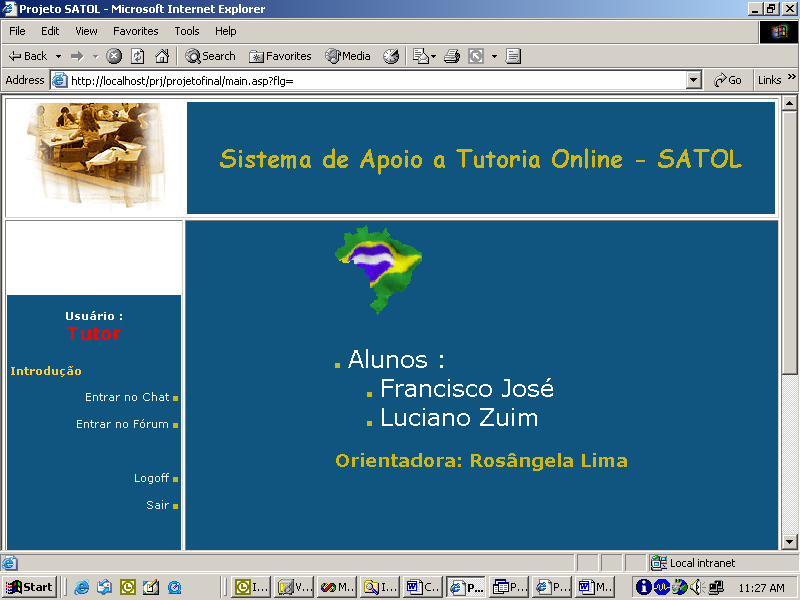 Projeto SATOL - Microsoft Internet Explorer
File Edit View Favorites Tools Help
Back Search Favorites Media
Address http://localhost/prj/projetofinal/main.asp?flg= Go Links »
Sistema de Apoio a Tutoria Online - SATOL
Usuário :
Tutor
Introdução
Entrar no Chat
Entrar no Fórum
Logoff
Sair
Alunos :
Francisco José
Luciano Zuim
Orientadora: Rosângela Lima
Local intranet
Start I... V... M... I... C... P... P... P... M... 11:27 AM